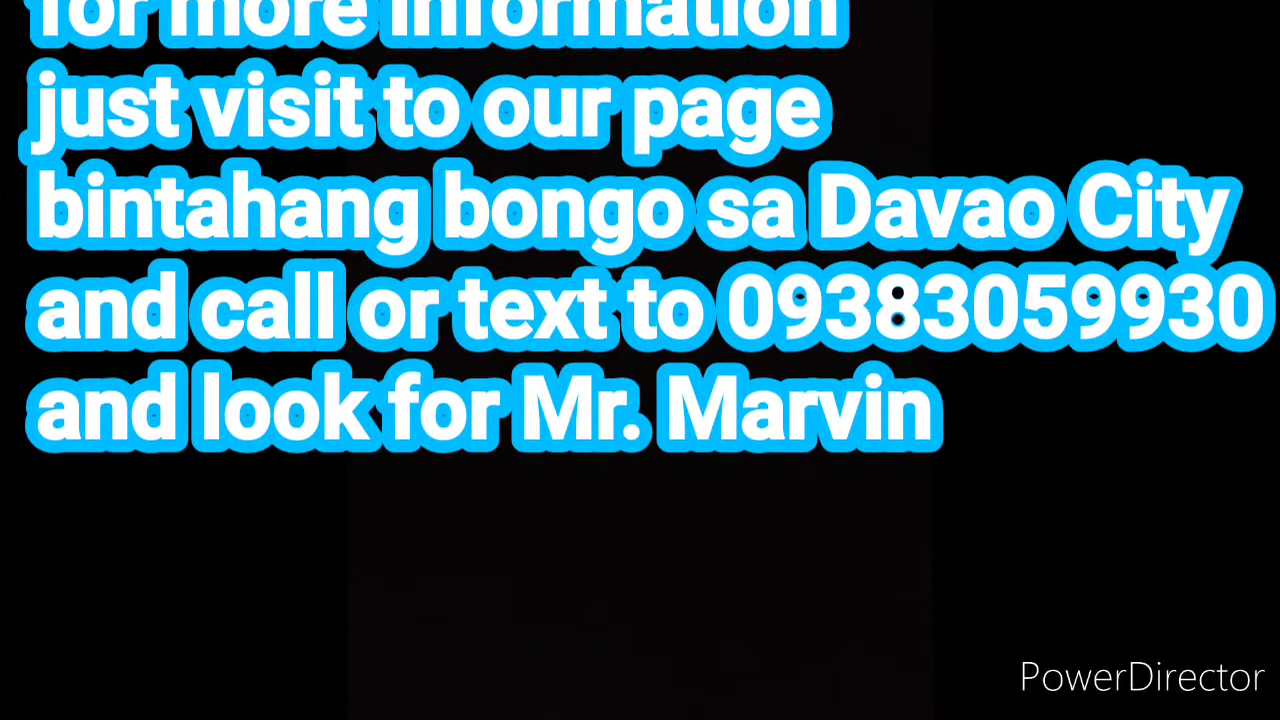 for more information
just visit to our page
bintahang bongo sa Davao City
and call or text to 09383059930
and look for Mr. Marvin
PowerDirector